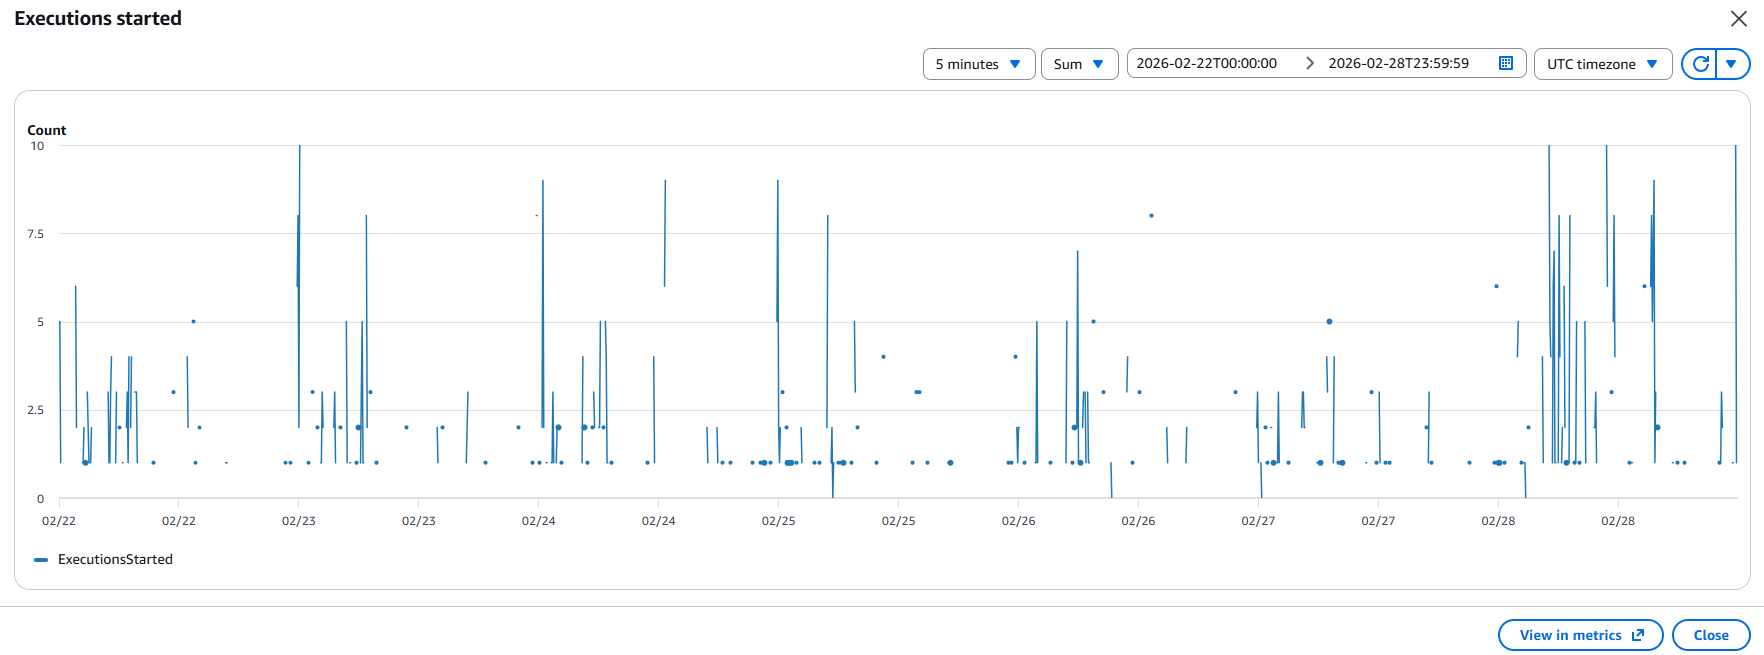 Executions started
5 minutes Sum 2026-02-22T00:00:00 2026-02-28T23:59:59 UTC timezone
Count
10
7.5
5
2.5
0
02/22 02/22 02/23 02/23 02/24 02/24 02/25 02/25 02/26 02/26 02/27 02/27 02/28 02/28
ExecutionsStarted
View in metrics Close